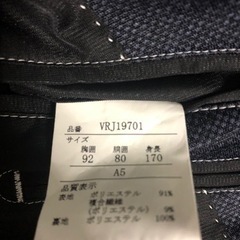 品番 VRJ19701
サイズ
胸囲 胴囲 身長
92 80 170
A5
品質表示
表地 ポリエステル 91%
複合繊維
(ポリエステル) 9%
裏地 ポリエステル 100%